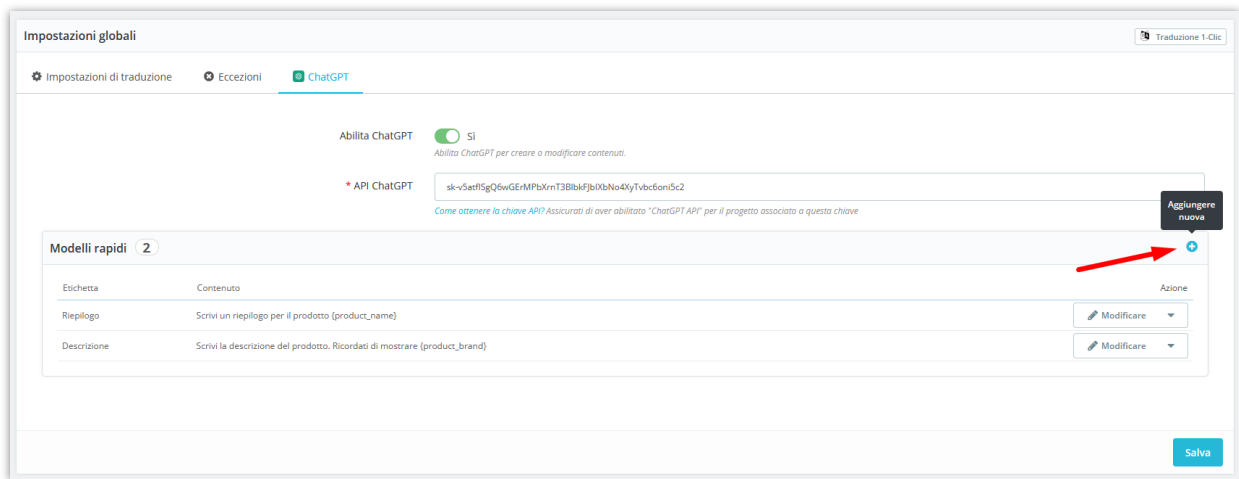 Impostazioni globali
Traduzione 1-Clic
Impostazioni di traduzione
Eccezioni
ChatGPT
Abilita ChatGPT
Sì
Abilita ChatGPT per creare o modificare contenuti.
* API ChatGPT
Come ottenere la chiave API? Assicurati di aver abilitato "ChatGPT API" per il progetto associato a questa chiave
Aggiungere
nuova
Modelli rapidi 2
Etichetta Contenuto Azione
Riepilogo Scrivi un riepilogo per il prodotto {product_name} Modificare
Descrizione Scrivi la descrizione del prodotto. Ricordati di mostrare {product_brand} Modificare
Salva